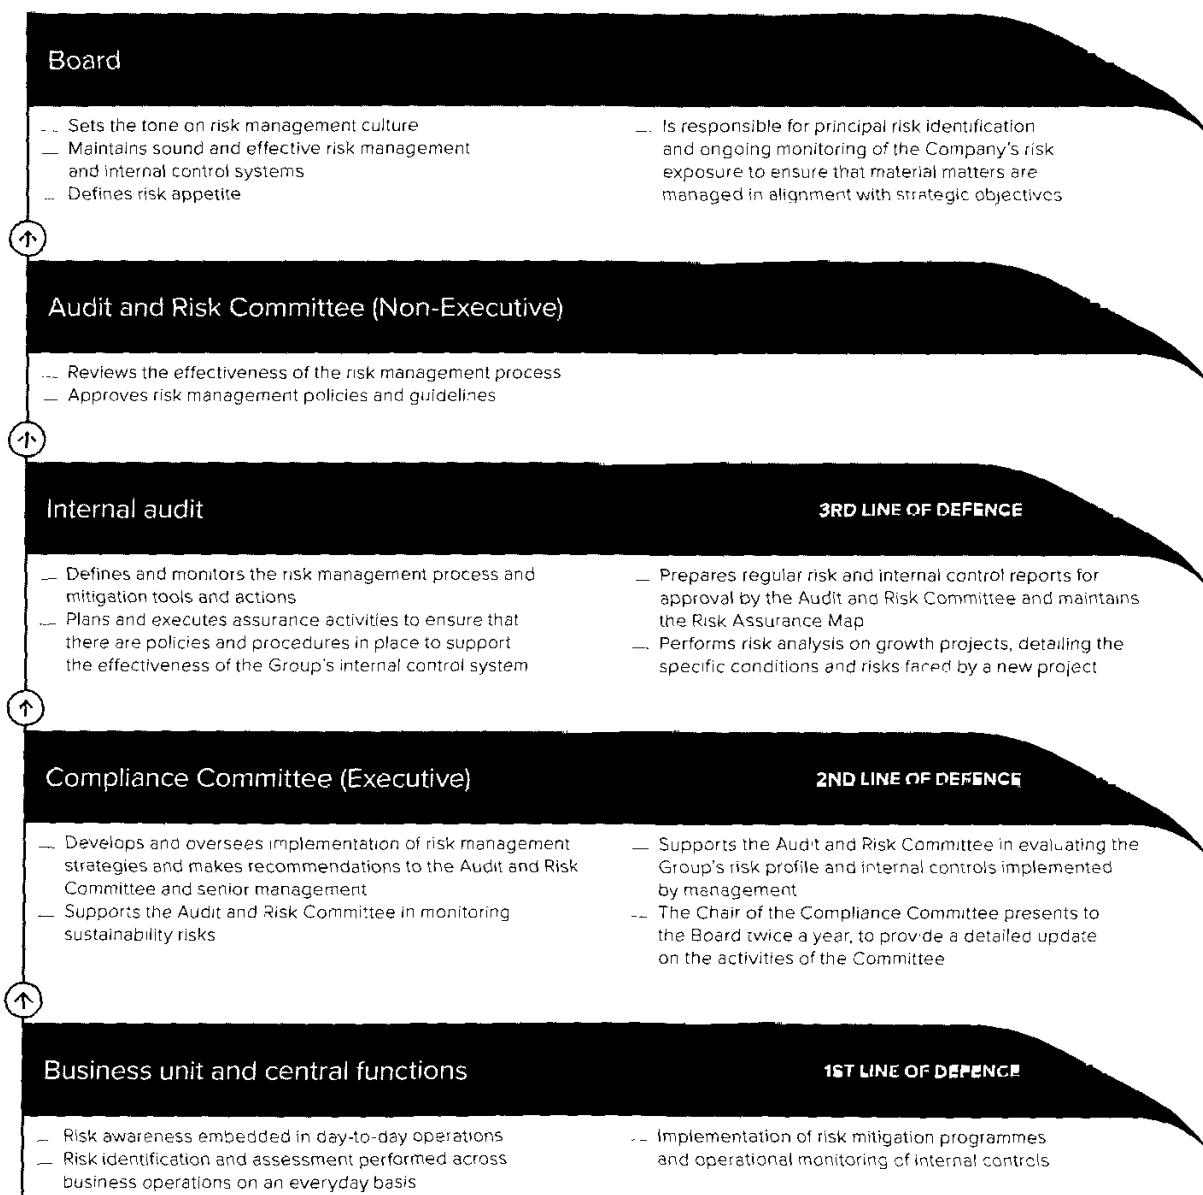 Board
— Sets the tone on risk management culture
— Maintains sound and effective risk management
and internal control systems
— Defines risk appetite
— Is responsible for principal risk identification
and ongoing monitoring of the Company's risk
exposure to ensure that material matters are
managed in alignment with strategic objectives
Audit and Risk Committee (Non-Executive)
— Reviews the effectiveness of the risk management process
— Approves risk management policies and guidelines
Internal audit
3RD LINE OF DEFENCE
— Defines and monitors the risk management process and
mitigation tools and actions
— Plans and executes assurance activities to ensure that
there are policies and procedures in place to support
the effectiveness of the Group's internal control system
— Prepares regular risk and internal control reports for
approval by the Audit and Risk Committee and maintains
the Risk Assurance Map
— Performs risk analysis on growth projects, detailing the
specific conditions and risks faced by a new project
Compliance Committee (Executive)
2ND LINE OF DEFENCE
— Develops and oversees implementation of risk management
strategies and makes recommendations to the Audit and Risk
Committee and senior management
— Supports the Audit and Risk Committee in monitoring
sustainability risks
— Supports the Audit and Risk Committee in evaluating the
Group's risk profile and internal controls implemented
by management
— The Chair of the Compliance Committee presents to
the Board twice a year, to provide a detailed update
on the activities of the Committee
Business unit and central functions
1ST LINE OF DEFENCE
— Risk awareness embedded in day-to-day operations
— Risk identification and assessment performed across
business operations on an everyday basis
— Implementation of risk mitigation programmes
and operational monitoring of internal controls